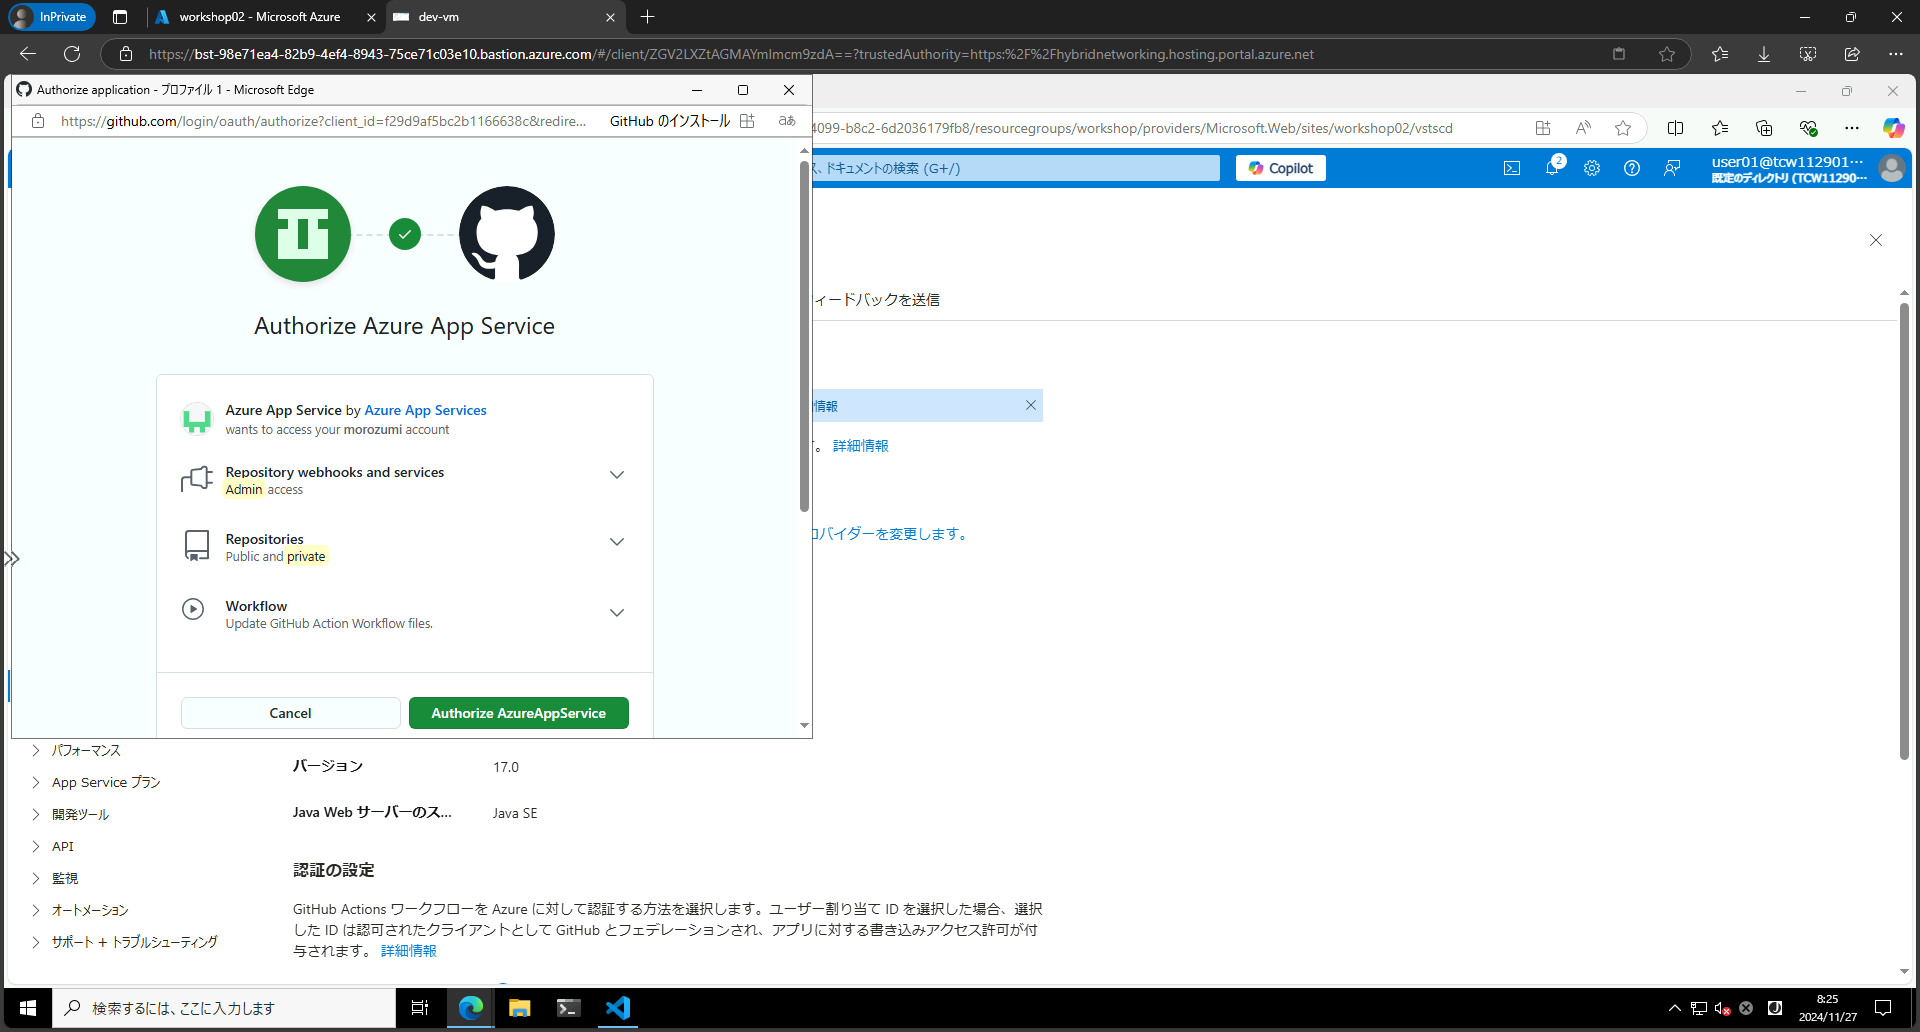 InPrivate
workshop02 - Microsoft Azure
dev-vm
https://bst-98e71ea4-82b9-4ef4-8943-75ce71c03e10.bastion.azure.com/#/client/ZGV2LXZtAGMAYmlmcm9zdA==?trustedAuthority=https:%2F%2Fhybridnetworking.hosting.portal.azure.net
Authorize application - プロファイル 1 - Microsoft Edge
https://github.com/login/oauth/authorize?client_id=f29d9af5bc2b1166638c&redire...
GitHub のインストール
aあ
4099-b8c2-6d2036179fb8/resourcegroups/workshop/providers/Microsoft.Web/sites/workshop02/vstscd
ス、ドキュメントの検索 (G+/)
Copilot
2
user01@tcw112901···
既定のディレクトリ (TCW11290···
Authorize Azure App Service
Azure App Service by Azure App Services
wants to access your morozumi account
Repository webhooks and services
Admin access
Repositories
Public and private
Workflow
Update GitHub Action Workflow files.
Cancel
Authorize AzureAppService
ィードバックを送信
情報
。 詳細情報
ロバイダーを変更します。
パフォーマンス
App Service プラン
開発ツール
API
監視
オートメーション
サポート + トラブルシューティング
バージョン
17.0
Java Web サーバーのス...
Java SE
認証の設定
GitHub Actions ワークフローを Azure に対して認証する方法を選択します。ユーザー割り当て ID を選択した場合、選択
した ID は認可されたクライアントとして GitHub とフェデレーションされ、アプリに対する書き込みアクセス許可が付
与されます。 詳細情報
検索するには、ここに入力します
8:25
2024/11/27